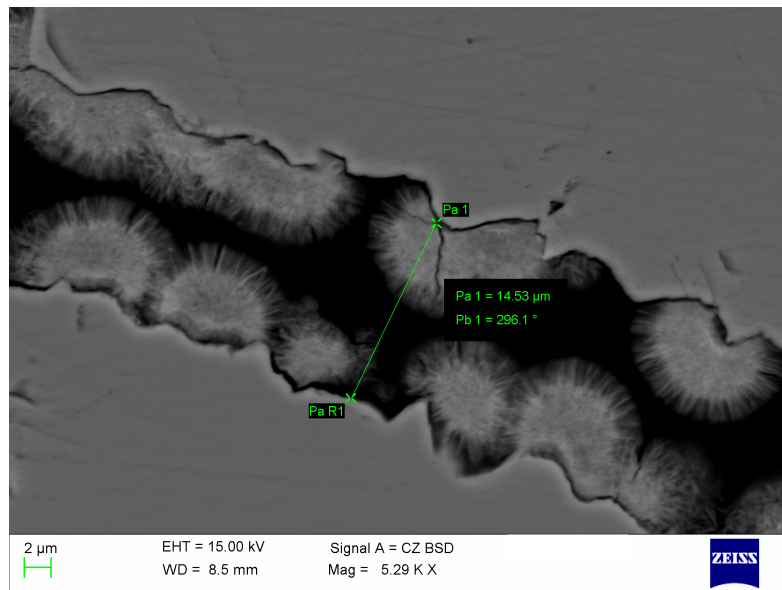 Pa 1
Pa 1 = 14.53 µm
Pb 1 = 296.1 °
Pa R1
2 µm
EHT = 15.00 kV
Signal A = CZ BSD
WD = 8.5 mm
Mag = 5.29 K X
ZEISS